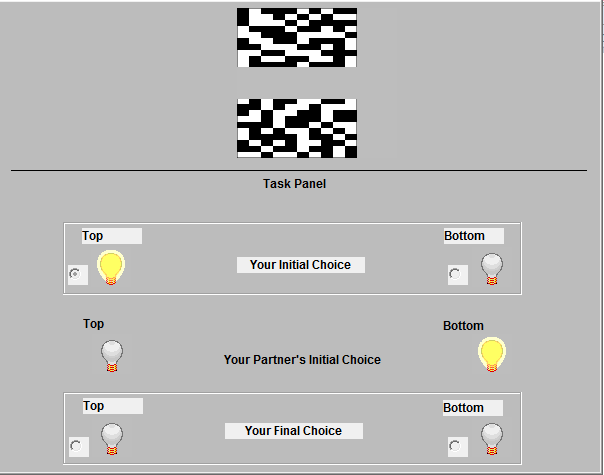 Task Panel
Top
Bottom
Your Initial Choice
Top
Bottom
Your Partner's Initial Choice
Top
Bottom
Your Final Choice